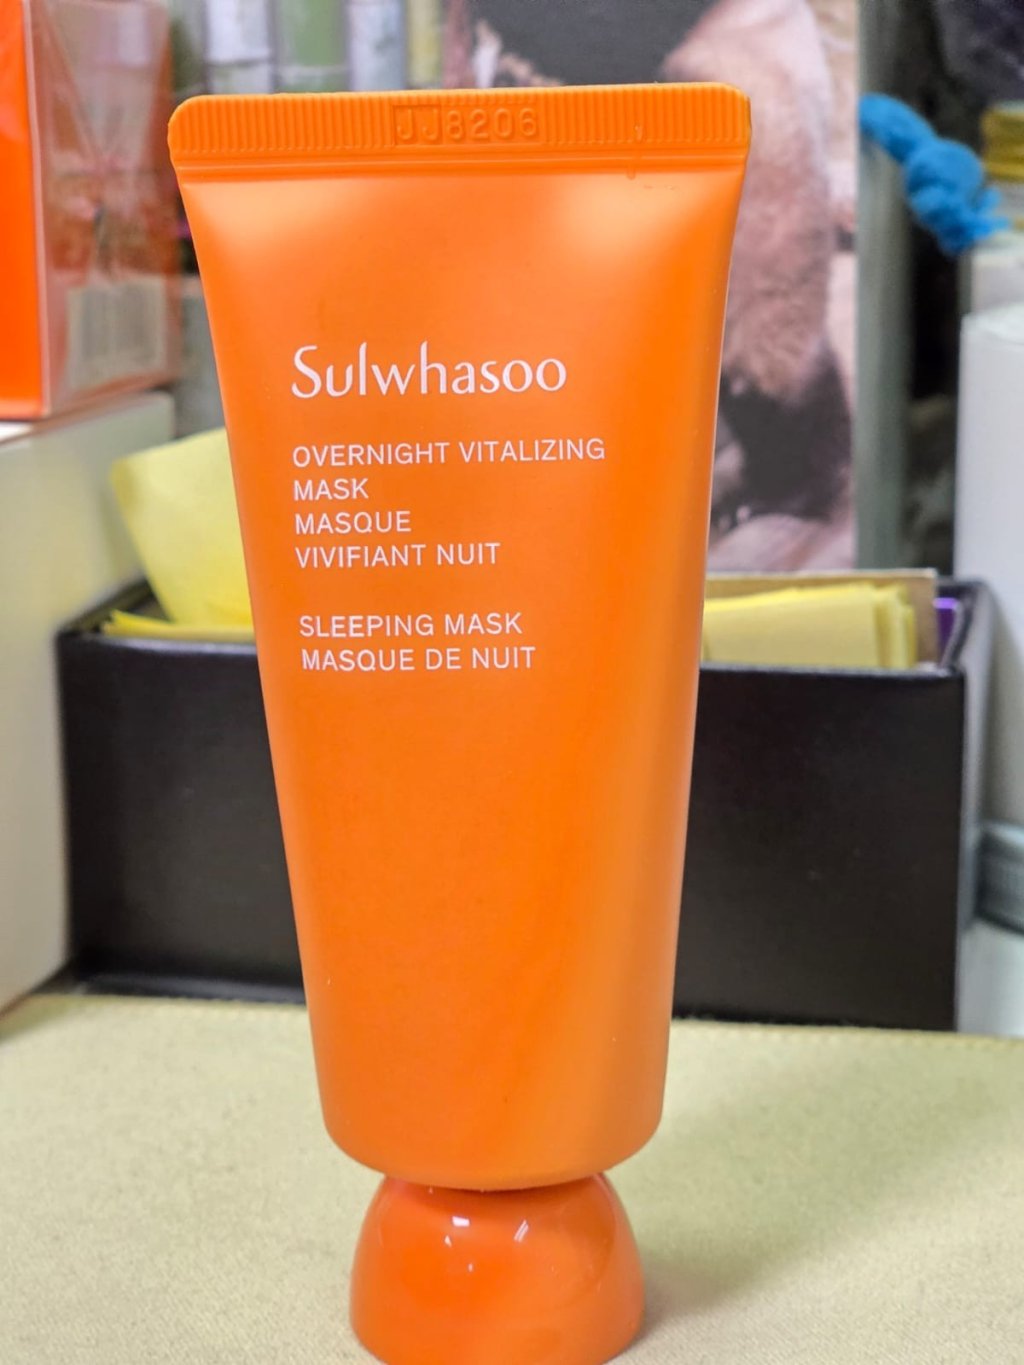 JJ8206
Sulwhasoo
OVERNIGHT VITALIZING
MASK
MASQUE
VIVIFIANT NUIT
SLEEPING MASK
MASQUE DE NUIT